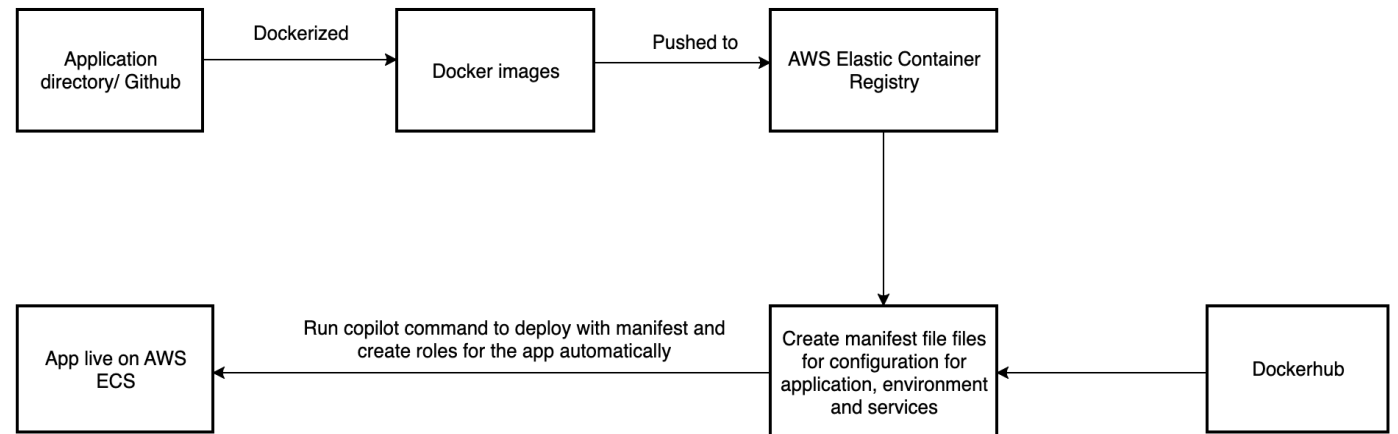 Application
directory/ Github
Dockerized
Docker images
Pushed to
AWS Elastic Container
Registry
App live on AWS
ECS
Run copilot command to deploy with manifest and
create roles for the app automatically
Create manifest file files
for configuration for
application, environment
and services
Dockerhub